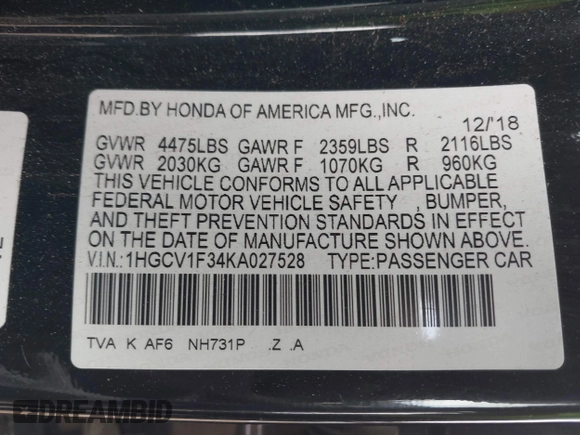 MFD.BY HONDA OF AMERICA MFG.,INC.
12/'18
GVWR 4475LBS GAWR F 2359LBS R 2116LBS
GVWR 2030KG GAWR F 1070KG R 960KG
THIS VEHICLE CONFORMS TO ALL APPLICABLE
FEDERAL MOTOR VEHICLE SAFETY , BUMPER,
AND THEFT PREVENTION STANDARDS IN EFFECT
ON THE DATE OF MANUFACTURE SHOWN ABOVE.
V.I.N.:1HGCV1F34KA027528 TYPE:PASSENGER CAR
TVA K AF6 NH731P .Z .A
DREAMBID